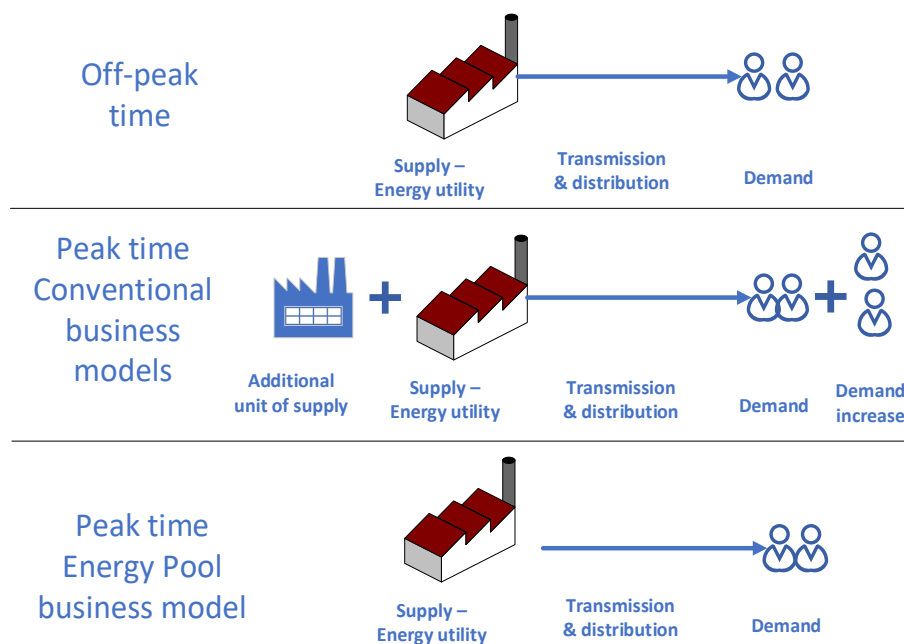 Off-peak
time
Supply –
Energy utility
Transmission
& distribution
Demand
Peak time
Conventional
business
models
Additional
unit of supply
Supply –
Energy utility
Transmission
& distribution
Demand
Demand
increase
Peak time
Energy Pool
business model
Supply –
Energy utility
Transmission
& distribution
Demand